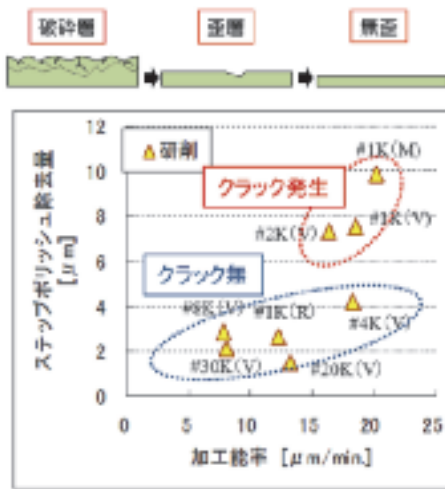 破砕層 歪層 無歪
12
10
8
6
4
2
0
研削
クラック発生
クラック無
#1K(M)
#2K(V)
#1K(V)
#8K(V)
#1K(R)
#4K(V)
#30K(V)
#20K(V)
0 5 10 15 20 25
ステップポリッシュ除去量
[μm]
加工能率 [μm/min.]